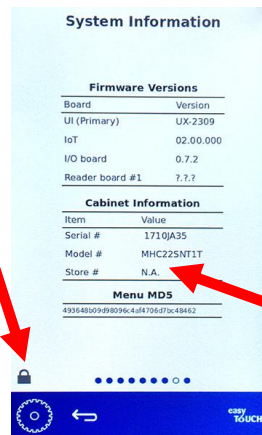 System Information
Firmware Versions
Board Version
UI (Primary) UX-2309
IoT 02.00.000
I/O board 0.7.2
Reader board #1 ?.?.?
Cabinet Information
Item Value
Serial # 1710JA35
Model # MHC22SNT1T
Store # N.A.
Menu MD5
493648b09d98096c4af4706d7bc48462
easy
TOUCH